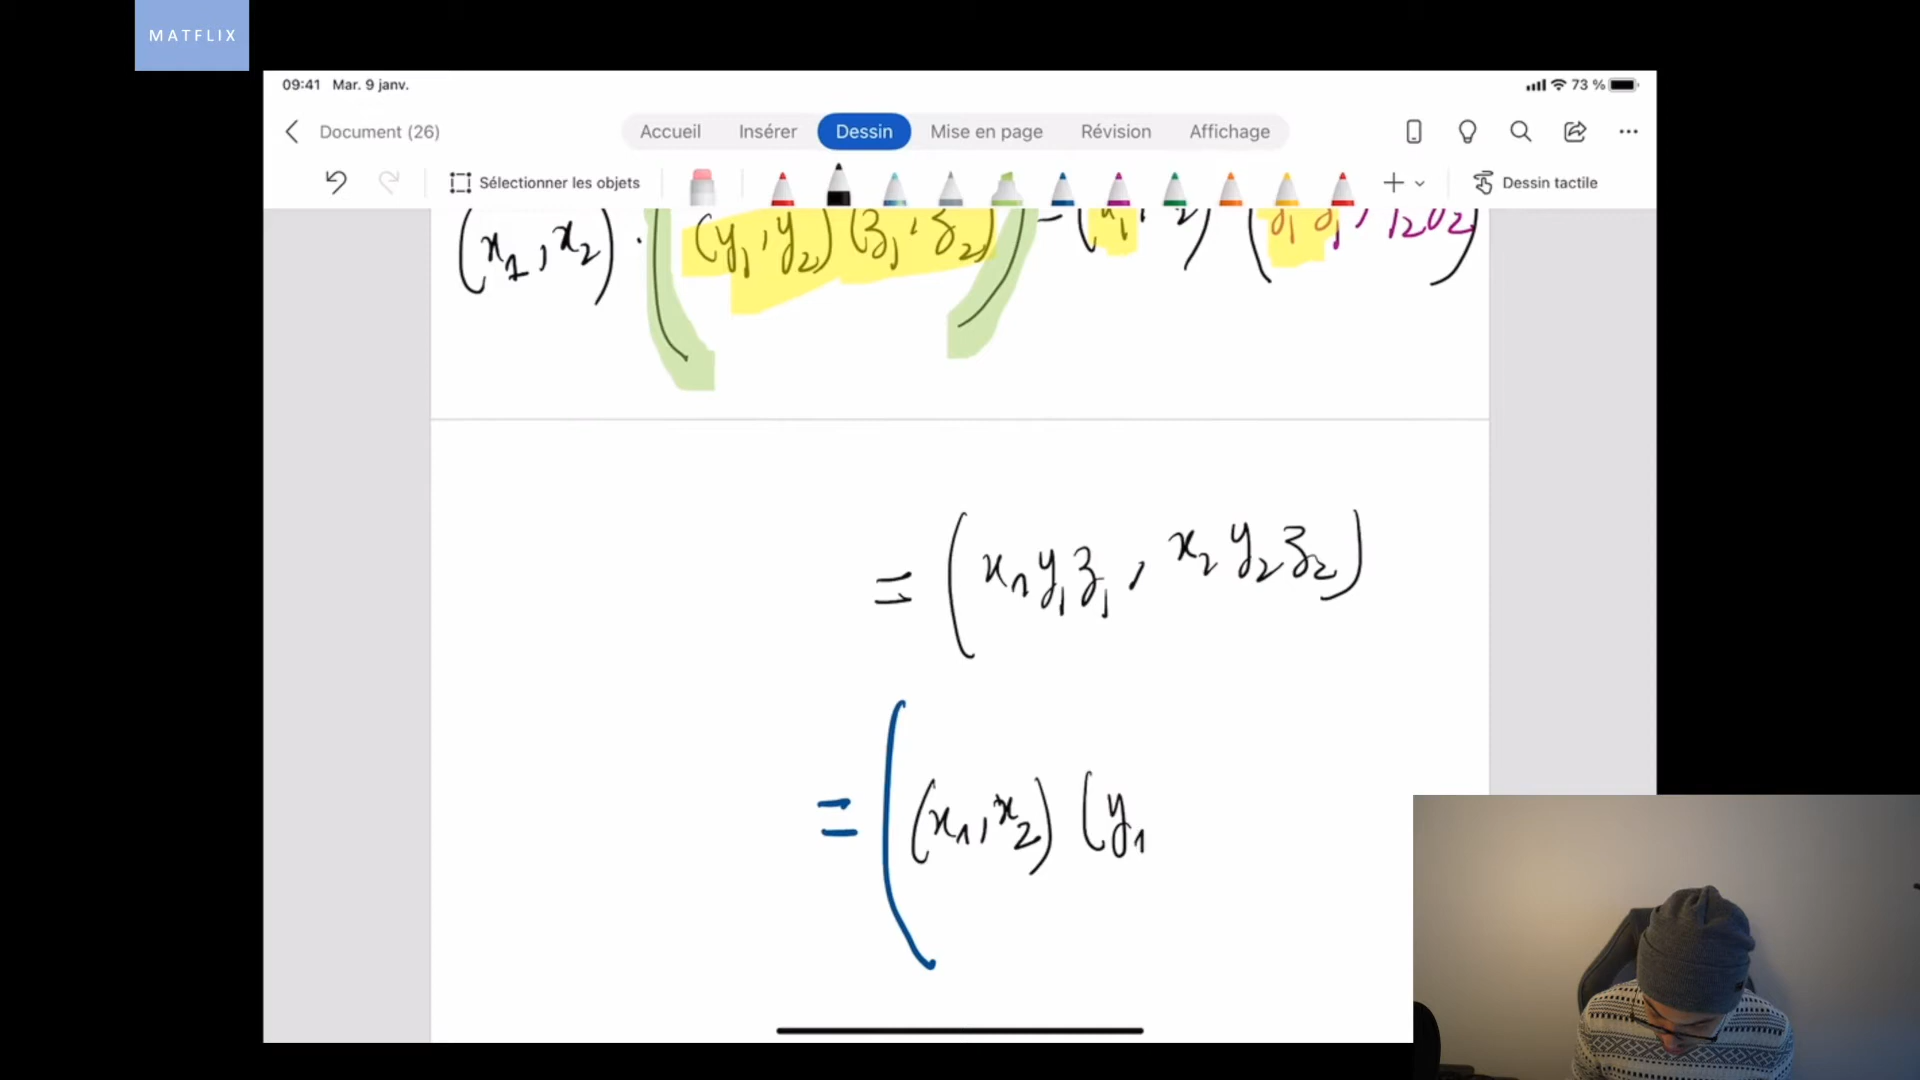 MATFLIX
09:41 Mar. 9 janv.
73 %
Document (26)
Accueil Insérer Dessin Mise en page Révision Affichage
Sélectionner les objets
Dessin tactile
(x₁, x₂) · ((y₁, y₂)(z₁, z₂)) =
= (x₁y₁z₁, x₂y₂z₂)
= ((x₁, x₂) (y₁